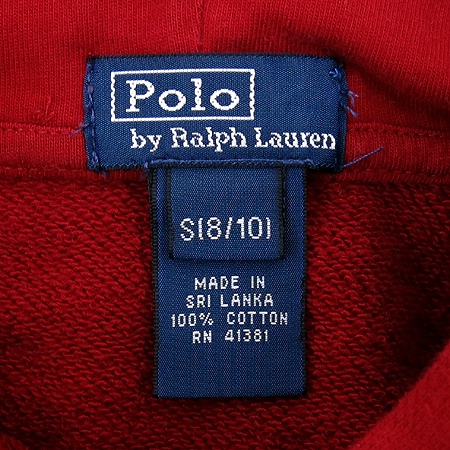 Polo
by Ralph Lauren
S(8/10)
MADE IN
SRI LANKA
100% COTTON
RN 41381